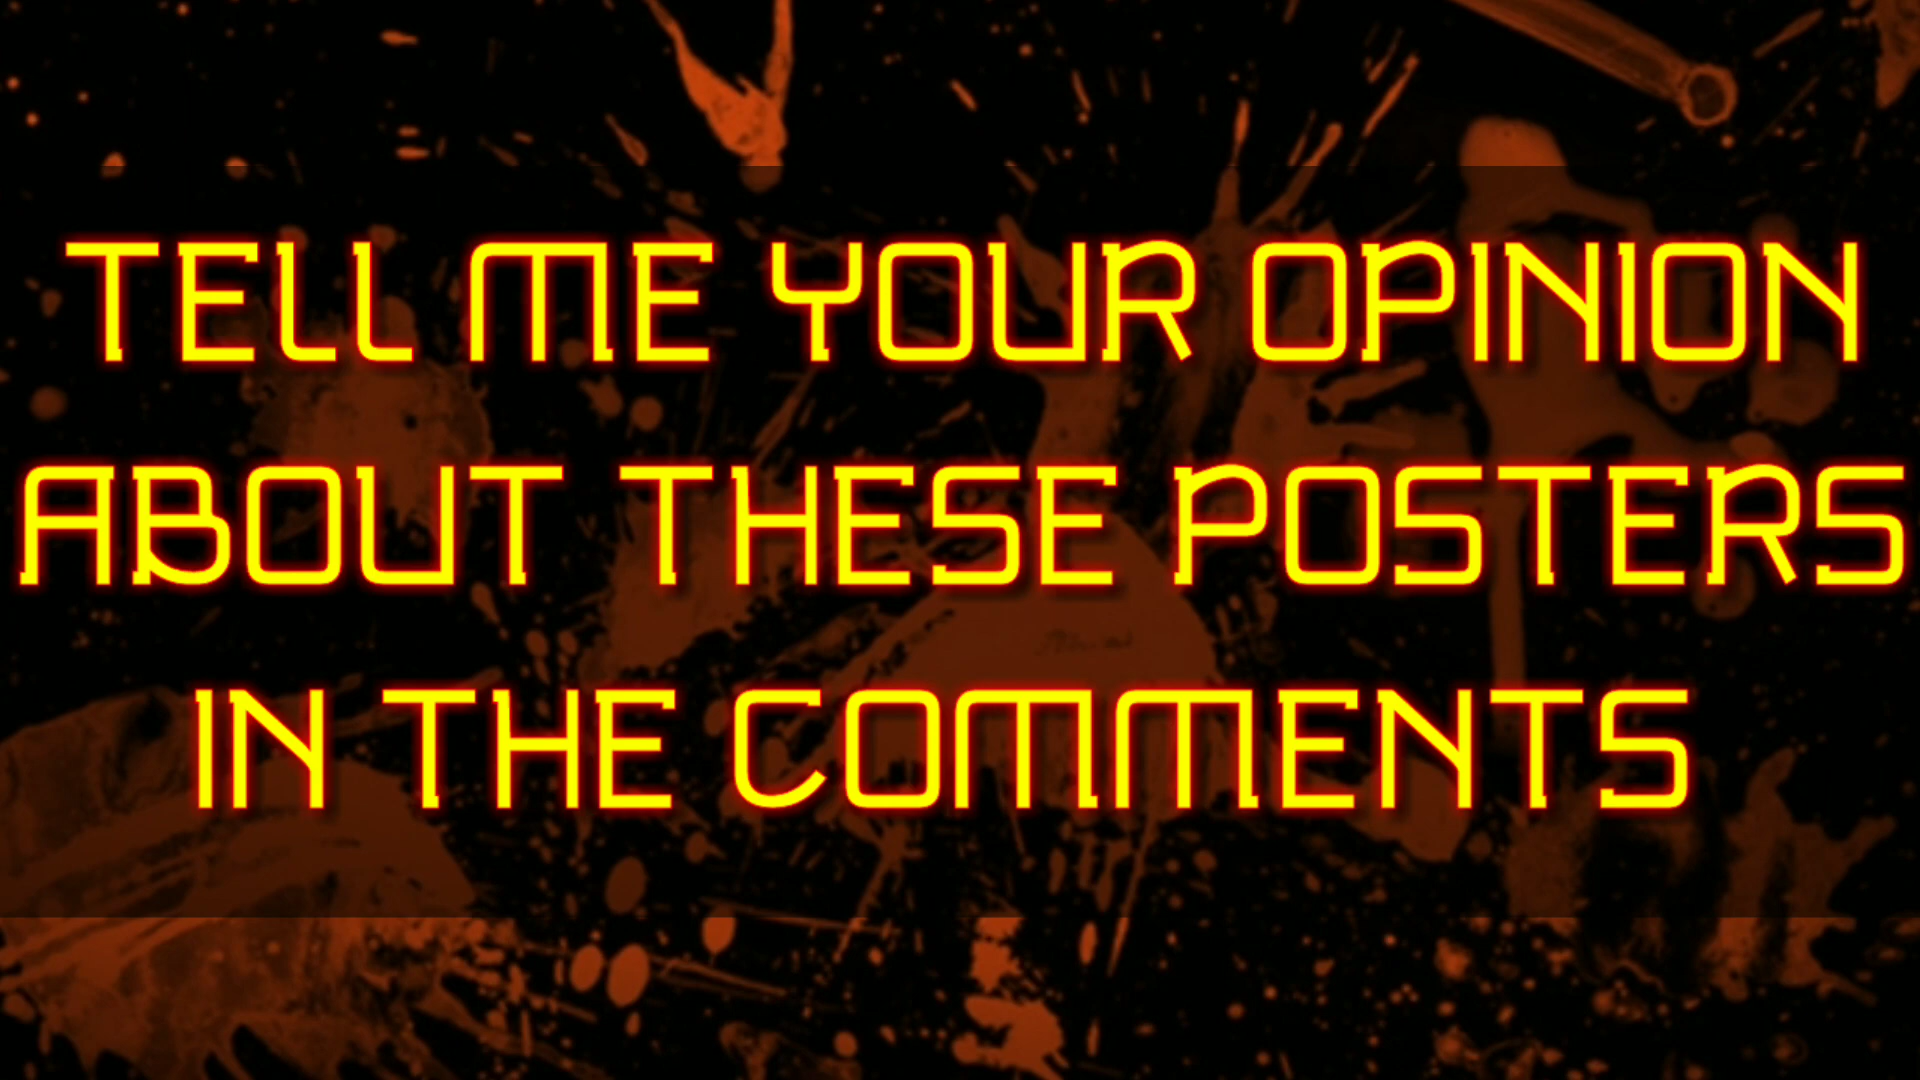 TELL ME YOUR OPINION
ABOUT THESE POSTERS
IN THE COMMENTS